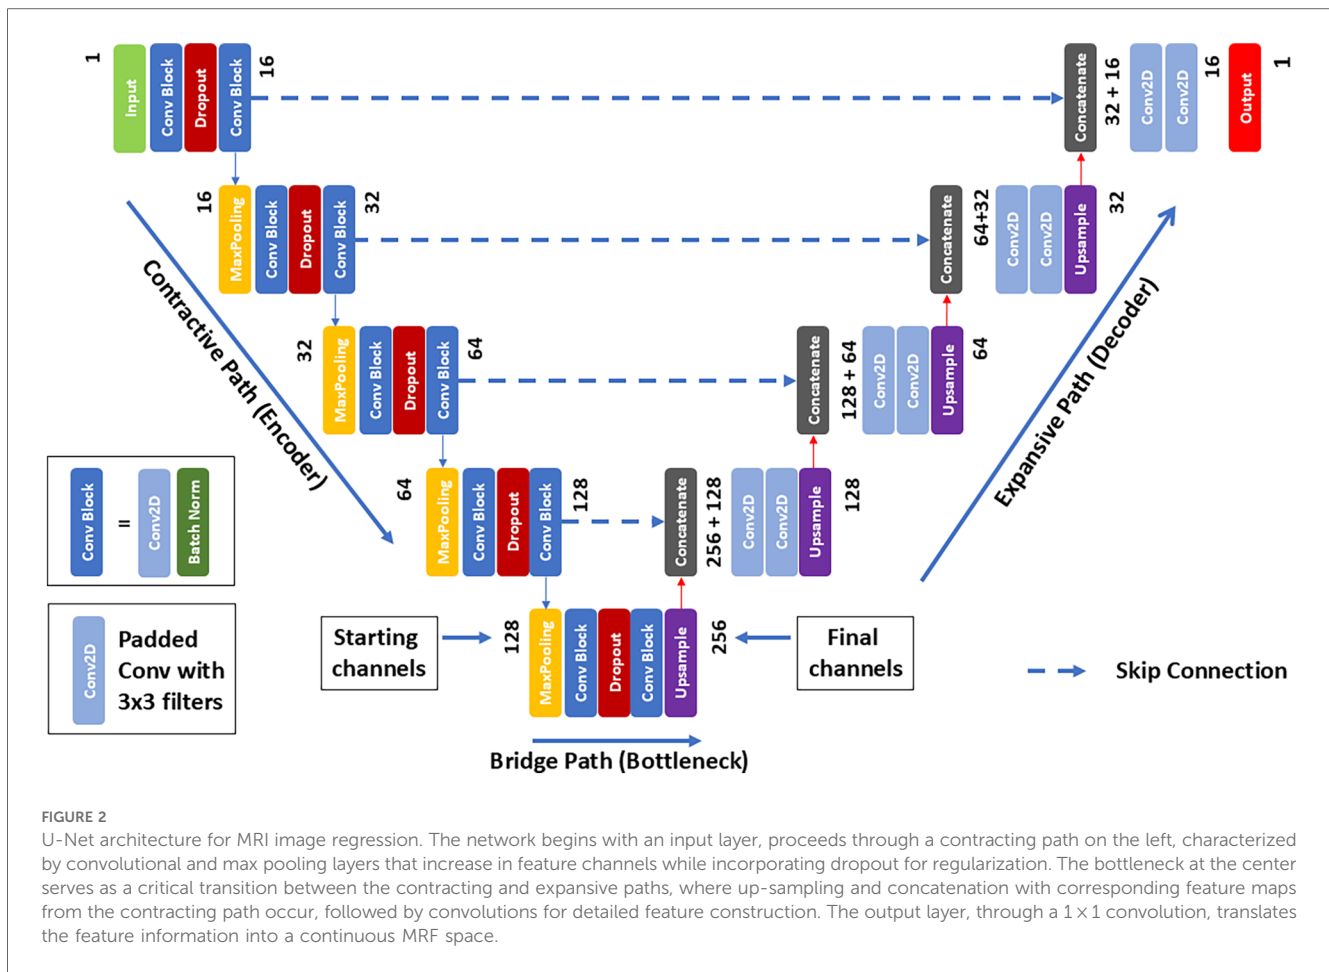 1
Input
Conv Block
Dropout
Conv Block
16
Concatenate
32 + 16
Conv2D
Conv2D
16
Output
1
16
MaxPooling
Conv Block
Dropout
Conv Block
32
Concatenate
64+32
Conv2D
Conv2D
Upsample
32
32
MaxPooling
Conv Block
Dropout
Conv Block
64
Concatenate
128 + 64
Conv2D
Conv2D
Upsample
64
Contractive Path (Encoder)
Expansive Path (Decoder)
64
MaxPooling
Conv Block
Dropout
Conv Block
128
Concatenate
256 + 128
Conv2D
Conv2D
Upsample
128
Conv Block
=
Conv2D
Batch Norm
Conv2D
Padded
Conv with
3x3 filters
Starting
channels
128
MaxPooling
Conv Block
Dropout
Conv Block
Upsample
256
Final
channels
Skip Connection
Bridge Path (Bottleneck)
FIGURE 2
U-Net architecture for MRI image regression. The network begins with an input layer, proceeds through a contracting path on the left, characterized
by convolutional and max pooling layers that increase in feature channels while incorporating dropout for regularization. The bottleneck at the center
serves as a critical transition between the contracting and expansive paths, where up-sampling and concatenation with corresponding feature maps
from the contracting path occur, followed by convolutions for detailed feature construction. The output layer, through a 1 × 1 convolution, translates
the feature information into a continuous MRF space.